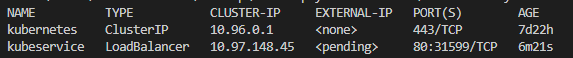 NAME TYPE CLUSTER-IP EXTERNAL-IP PORT(S) AGE
kubernetes ClusterIP 10.96.0.1 <none> 443/TCP 7d22h
kubeservice LoadBalancer 10.97.148.45 <pending> 80:31599/TCP 6m21s